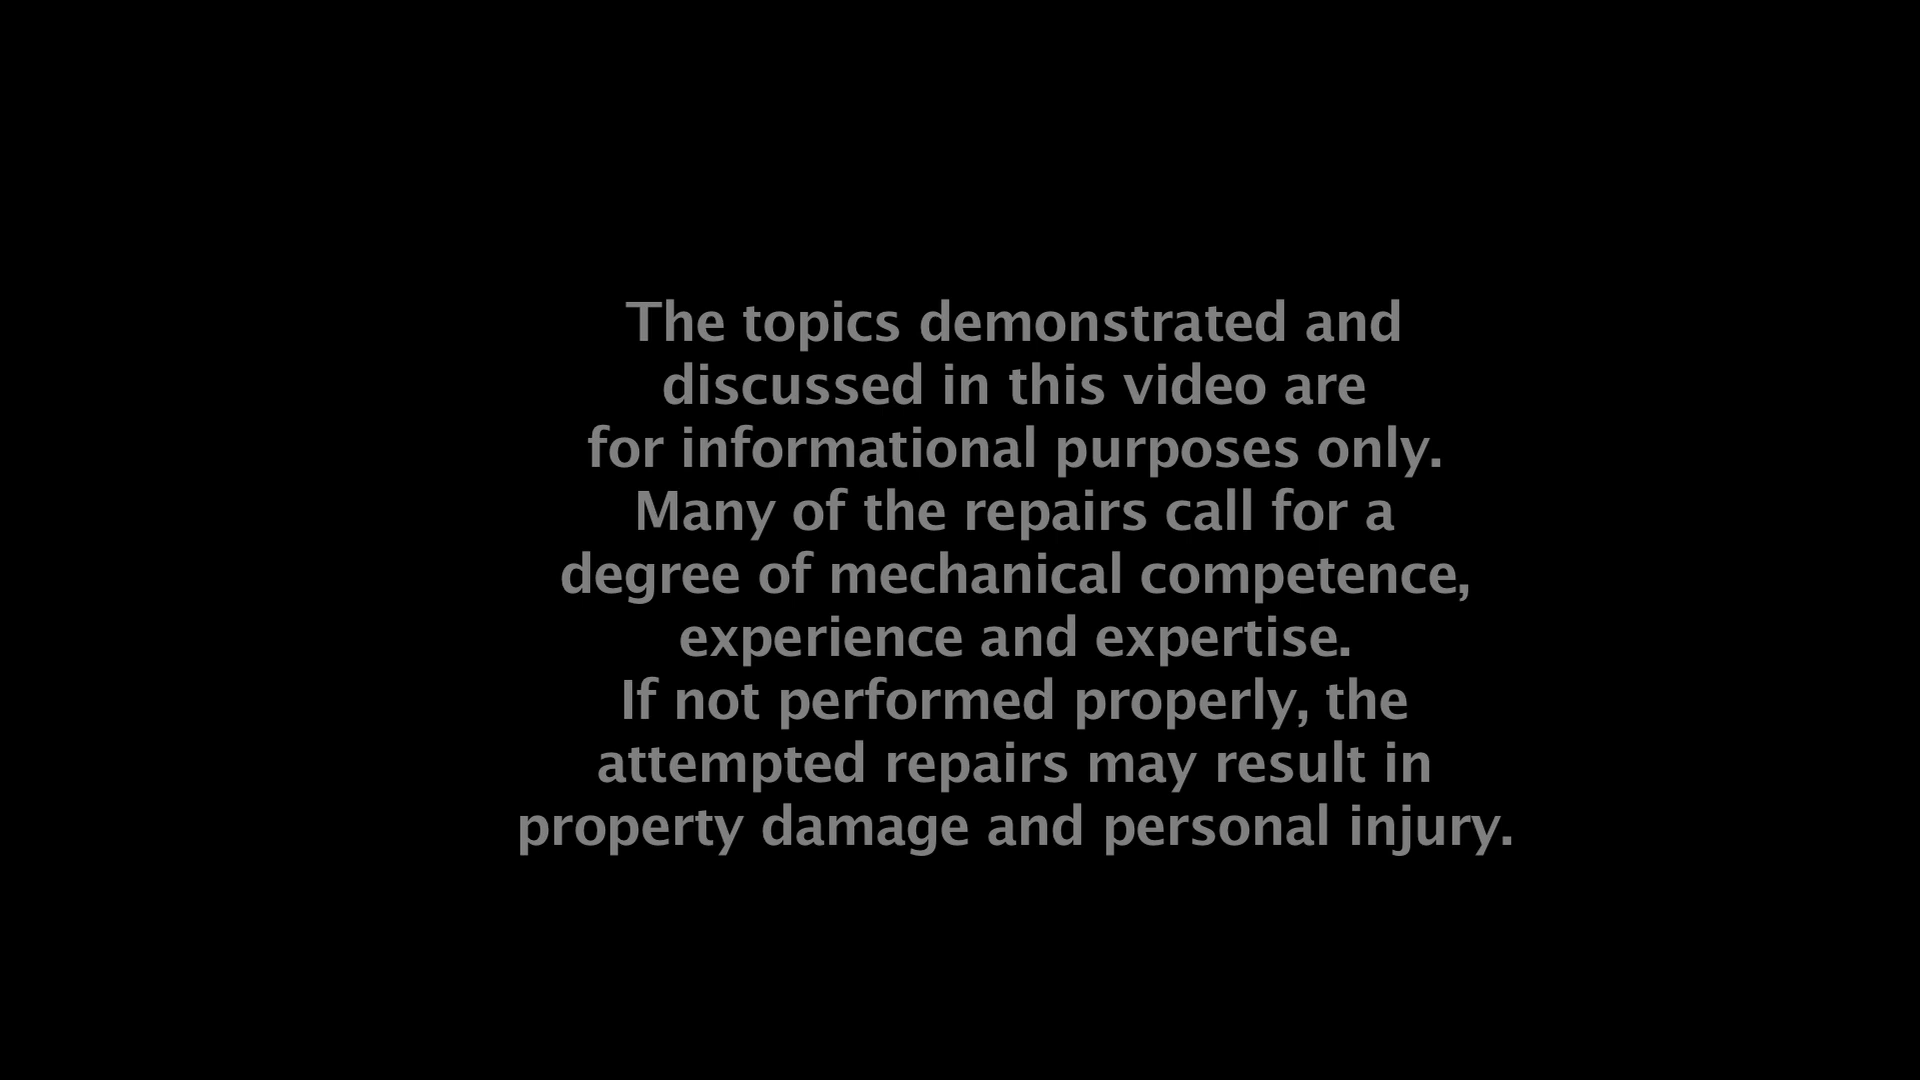 The topics demonstrated and
discussed in this video are
for informational purposes only.
Many of the repairs call for a
degree of mechanical competence,
experience and expertise.
If not performed properly, the
attempted repairs may result in
property damage and personal injury.